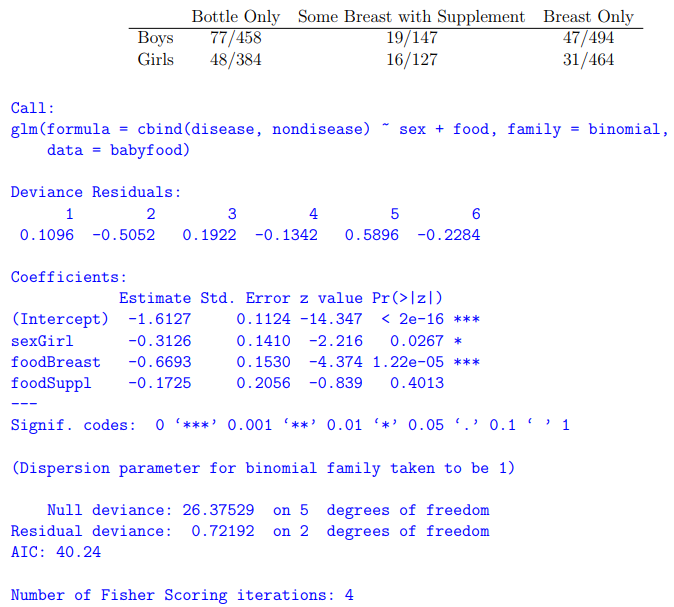 Bottle Only Some Breast with Supplement Breast Only
Boys 77/458 19/147 47/494
Girls 48/384 16/127 31/464
Call:
glm(formula = cbind(disease, nondisease) ~ sex + food, family = binomial,
    data = babyfood)
Deviance Residuals:
      1        2        3        4        5        6
 0.1096  -0.5052   0.1922  -0.1342   0.5896  -0.2284
Coefficients:
            Estimate Std. Error z value Pr(>|z|)
(Intercept)  -1.6127     0.1124 -14.347  < 2e-16 ***
sexGirl      -0.3126     0.1410  -2.216   0.0267 *
foodBreast   -0.6693     0.1530  -4.374 1.22e-05 ***
foodSuppl    -0.1725     0.2056  -0.839   0.4013
---
Signif. codes:  0 ‘***’ 0.001 ‘**’ 0.01 ‘*’ 0.05 ‘.’ 0.1 ‘ ’ 1
(Dispersion parameter for binomial family taken to be 1)
    Null deviance: 26.37529  on 5  degrees of freedom
Residual deviance:  0.72192  on 2  degrees of freedom
AIC: 40.24
Number of Fisher Scoring iterations: 4